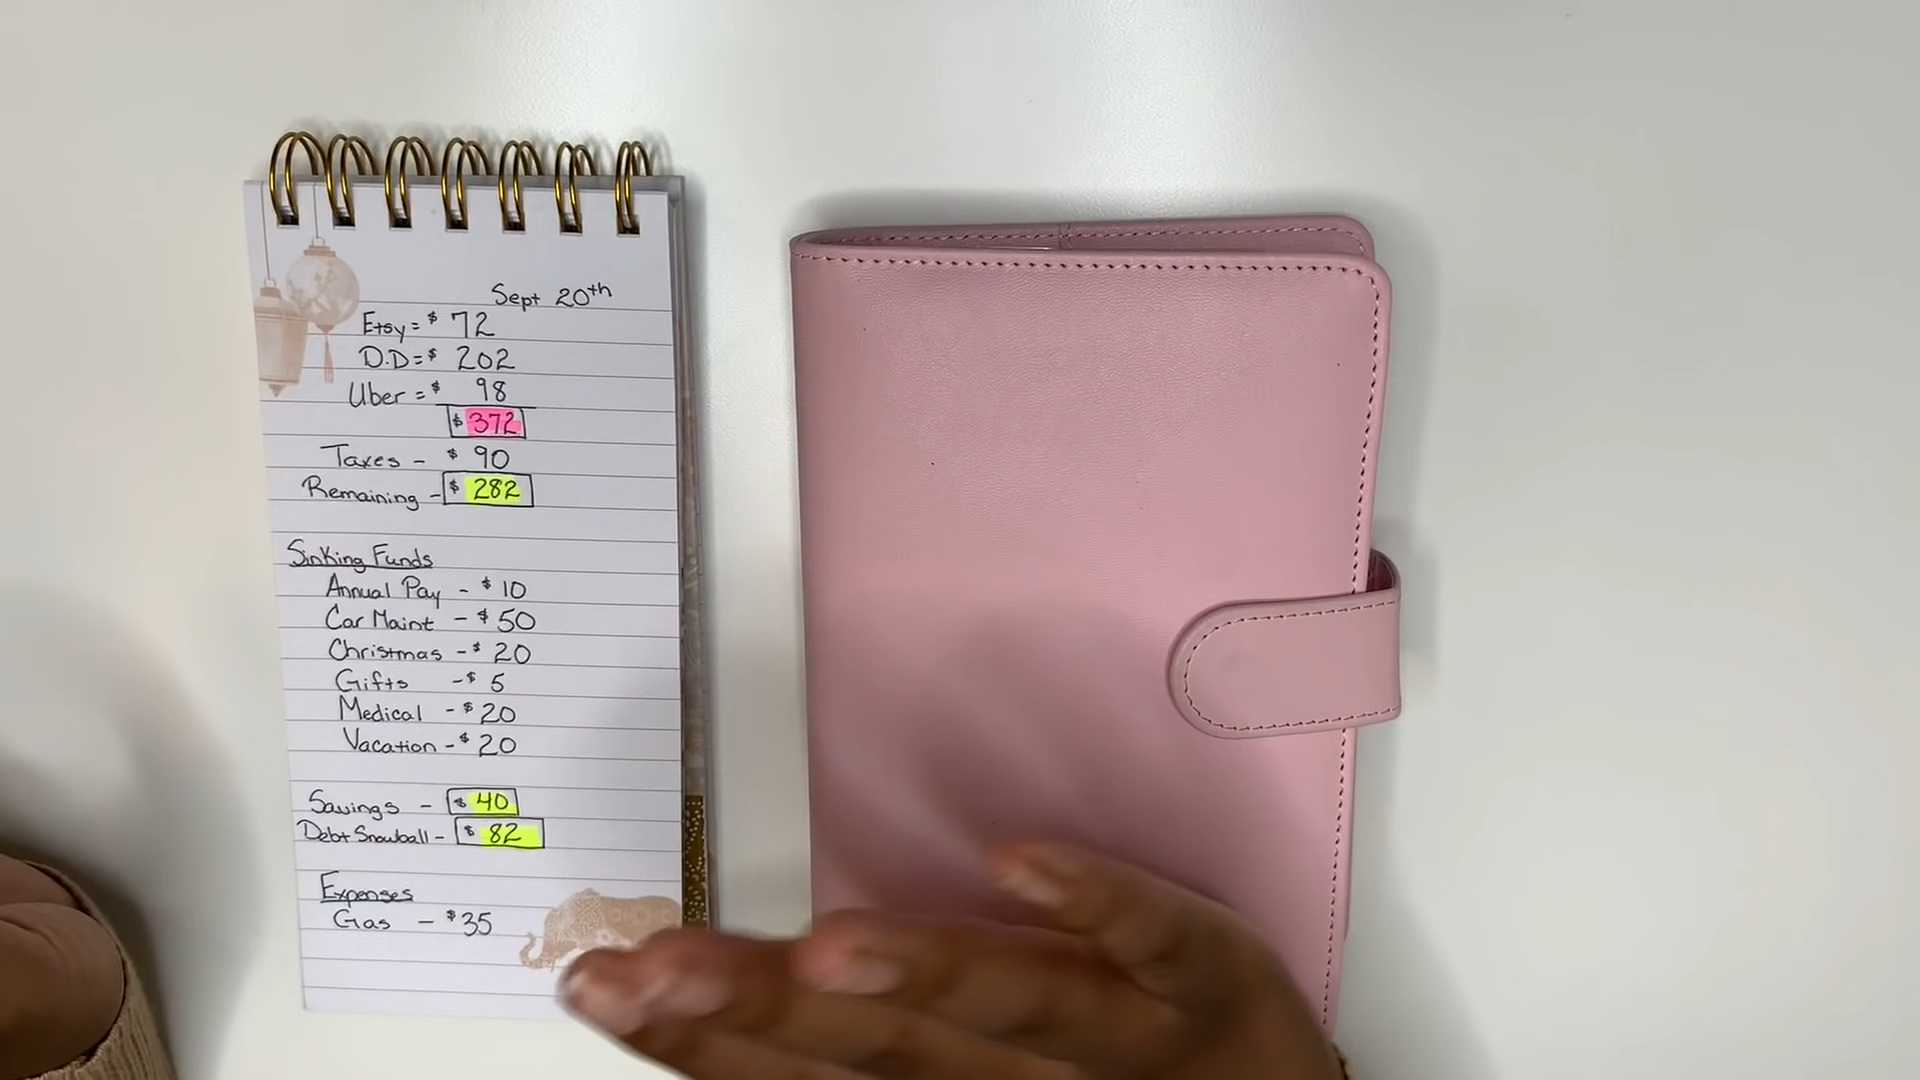 Sept 20th
Etsy = $ 72
D.D = $ 202
Uber = $ 98
$ 372
Taxes - $ 90
Remaining - $ 282
Sinking Funds
Annual Pay - $ 10
Car Maint - $ 50
Christmas - $ 20
Gifts - $ 5
Medical - $ 20
Vacation - $ 20
Savings - $ 40
Debt Snowball - $ 82
Expenses
Gas - $ 35